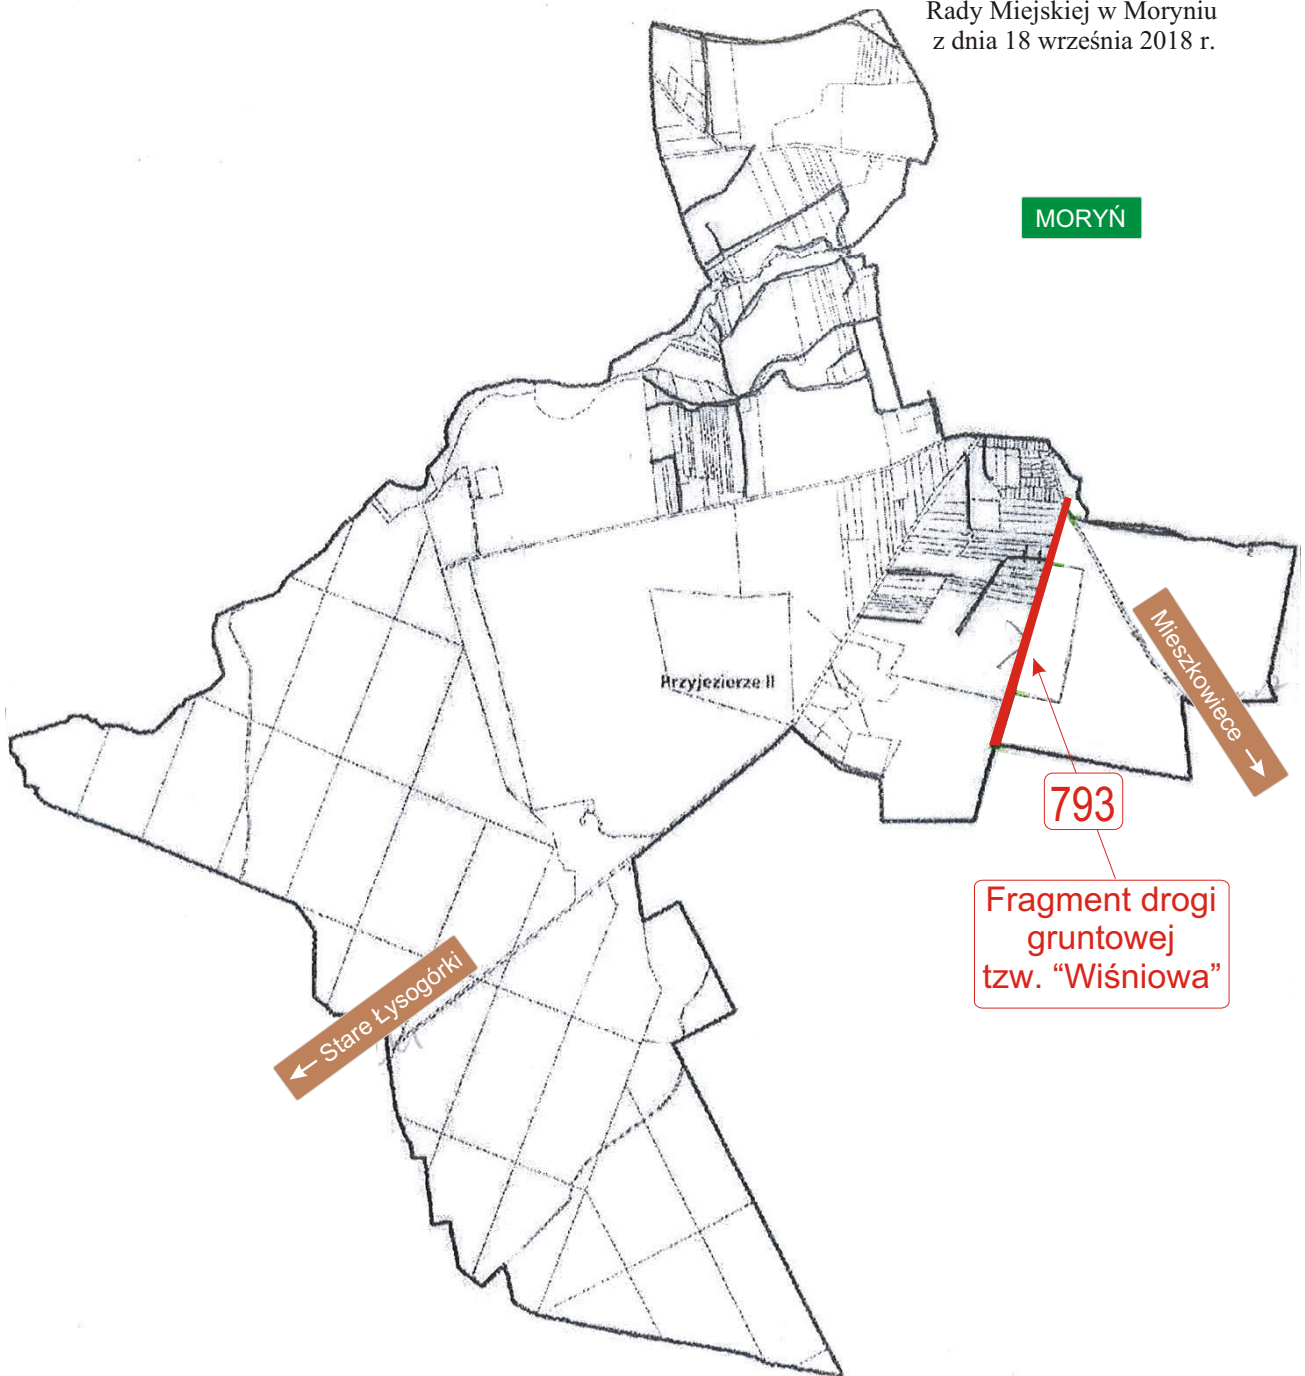 Rady Miejskiej w Moryniu
z dnia 18 września 2018 r.
MORYŃ
Mieszkowiece →
Przyjezierze II
793
Fragment drogi
gruntowej
tzw. “Wiśniowa”
← Stare Łysogórki